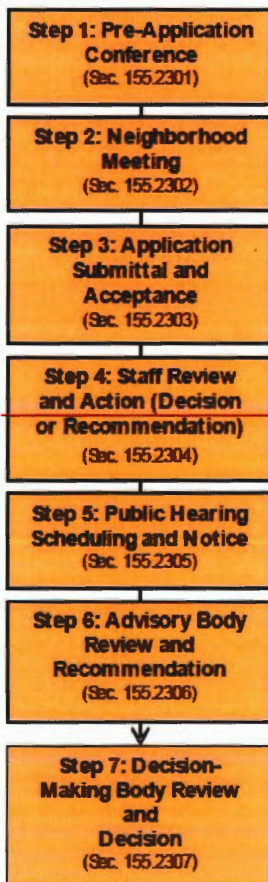 Step 1: Pre-Application
Conference
(Sec. 155.2301)
Step 2: Neighborhood
Meeting
(Sec. 155.2302)
Step 3: Application
Submittal and
Acceptance
(Sec. 155.2303)
Step 4: Staff Review
and Action (Decision
or Recommendation)
(Sec. 155.2304)
Step 5: Public Hearing
Scheduling and Notice
(Sec. 155.2305)
Step 6: Advisory Body
Review and
Recommendation
(Sec. 155.2306)
Step 7: Decision-
Making Body Review
and
Decision
(Sec. 155.2307)